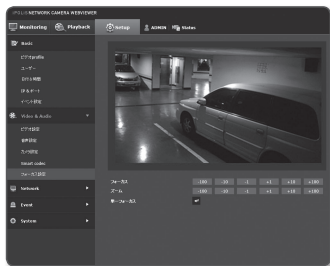 iPOLiS NETWORK CAMERA WEBVIEWER
Monitoring
Playback
Setup
ADMIN
Status
Basic
ビデオprofile
ユーザー
日付&時間
IP & ポート
イベント設定
Video & Audio
ビデオ設定
音声設定
カメラ設定
Smart codec
フォーカス設定
Network
Event
System
フォーカス
-100
-10
-1
+1
+10
+100
ズーム
-100
-10
-1
+1
+10
+100
単一フォーカス